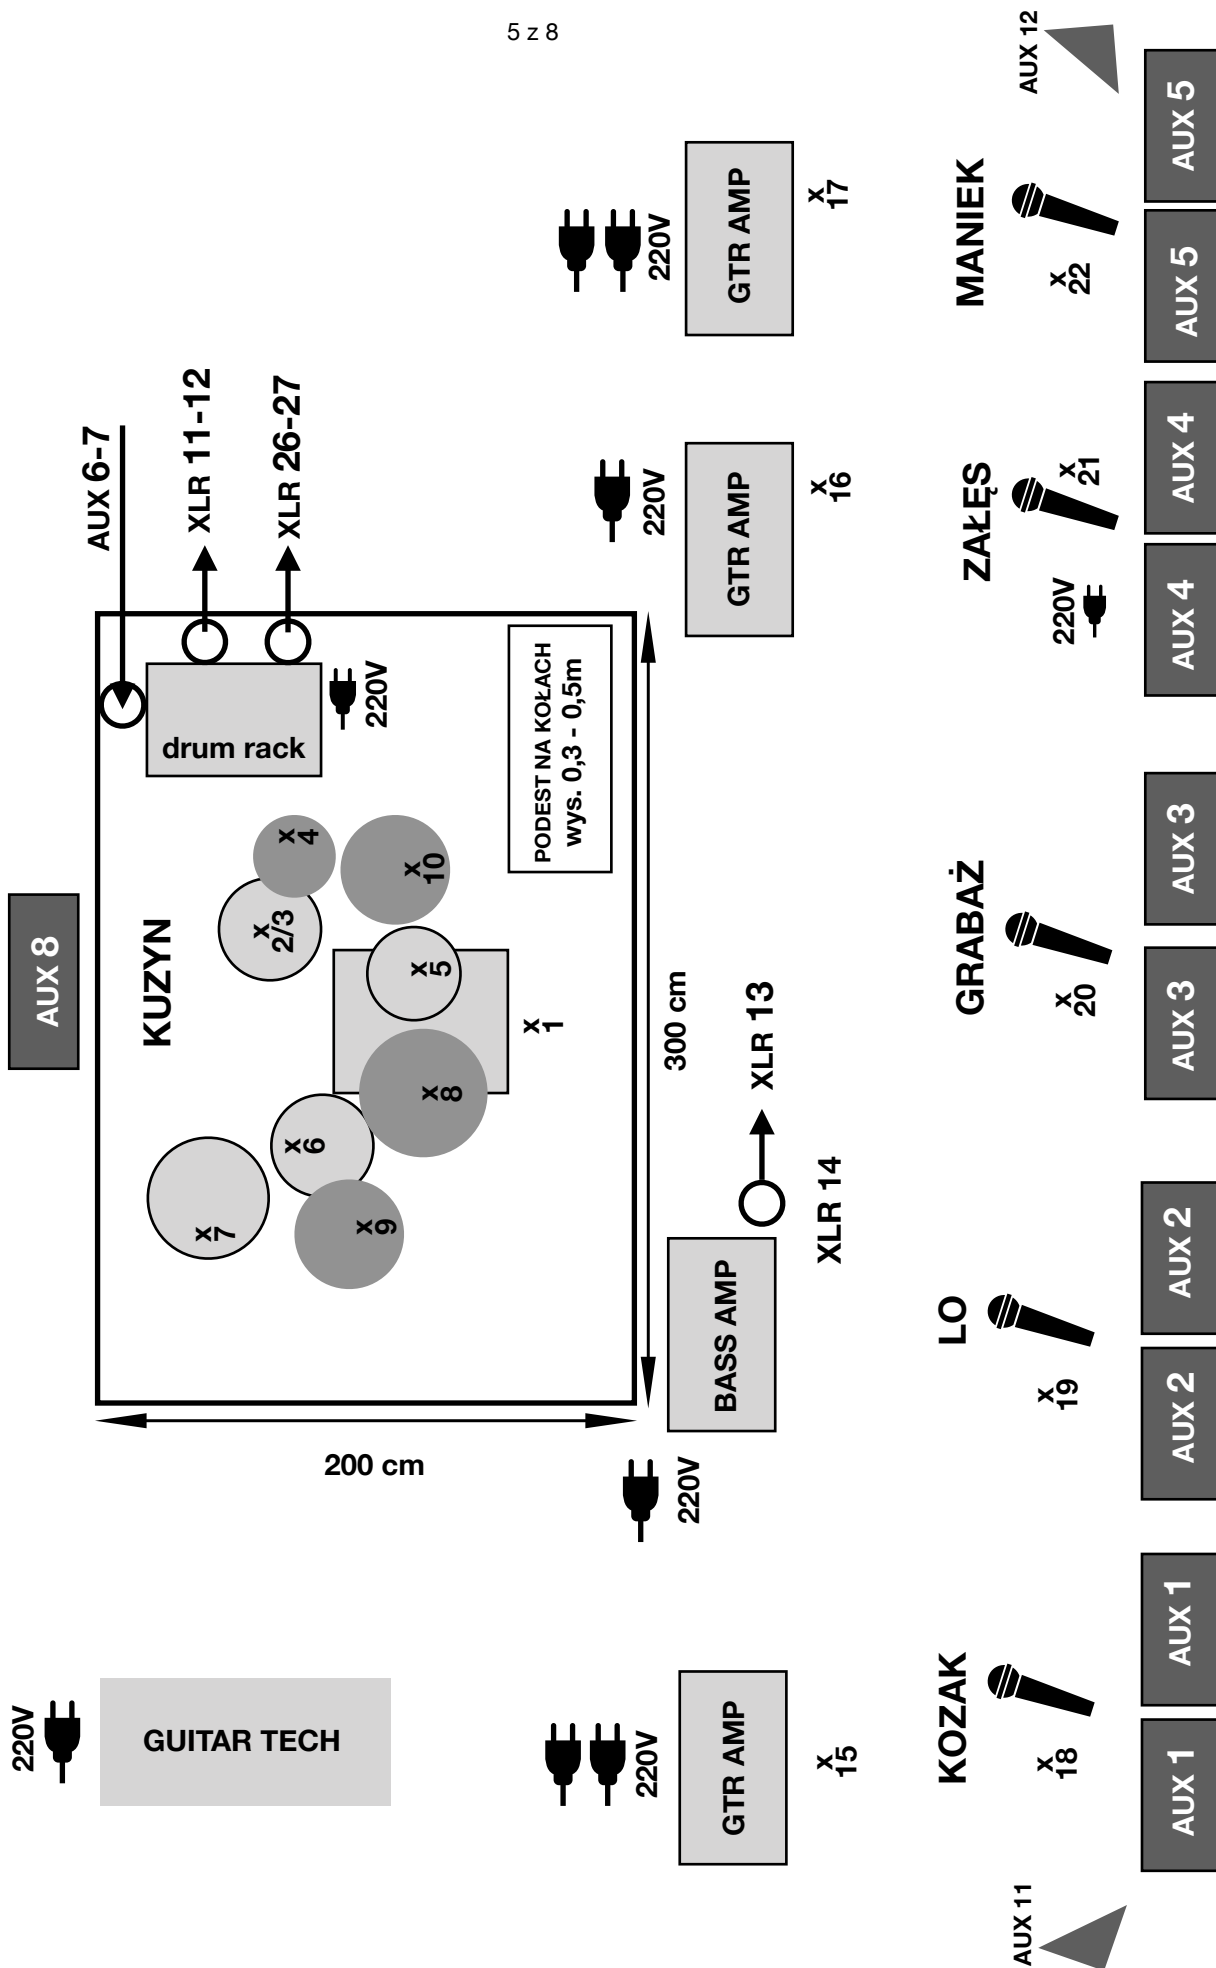 5 z 8
220V
GUITAR TECH
AUX 8
AUX 6-7
KUZYN
XLR 11-12
XLR 26-27
drum rack
220V
x
7
x
2/3
x
4
x
6
x
9
x
5
x
10
x
8
x
1
PODEST NA KOŁACH
wys. 0,3 - 0,5m
200 cm
300 cm
220V
GTR AMP
x
15
220V
BASS AMP
XLR 13
XLR 14
220V
GTR AMP
x
16
220V
GTR AMP
x
17
AUX 11
KOZAK
x
18
LO
x
19
GRABAŻ
x
20
ZAŁĘS
220V
x
21
MANIEK
x
22
AUX 12
AUX 1
AUX 1
AUX 2
AUX 2
AUX 3
AUX 3
AUX 4
AUX 4
AUX 5
AUX 5